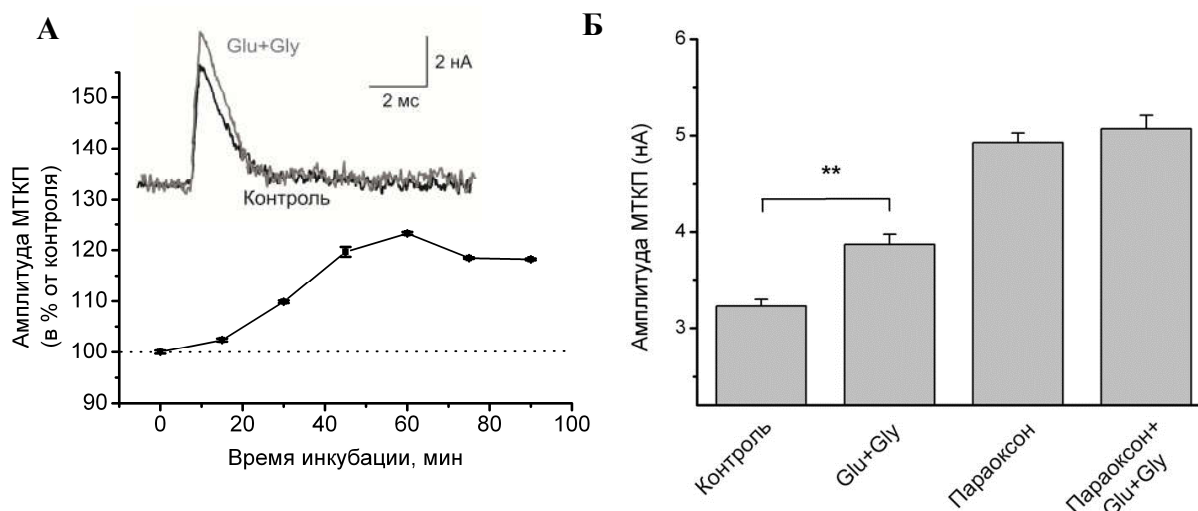 А
Glu+Gly
2 нА
2 мс
Контроль
Амплитуда МТКП
(в % от контроля)
150
140
130
120
110
100
90
0
20
40
60
80
100
Время инкубации, мин
Б
Амплитуда МТКП (нА)
6
5
4
3
**
Контроль
Glu+Gly
Параоксон
Параоксон+
Glu+Gly